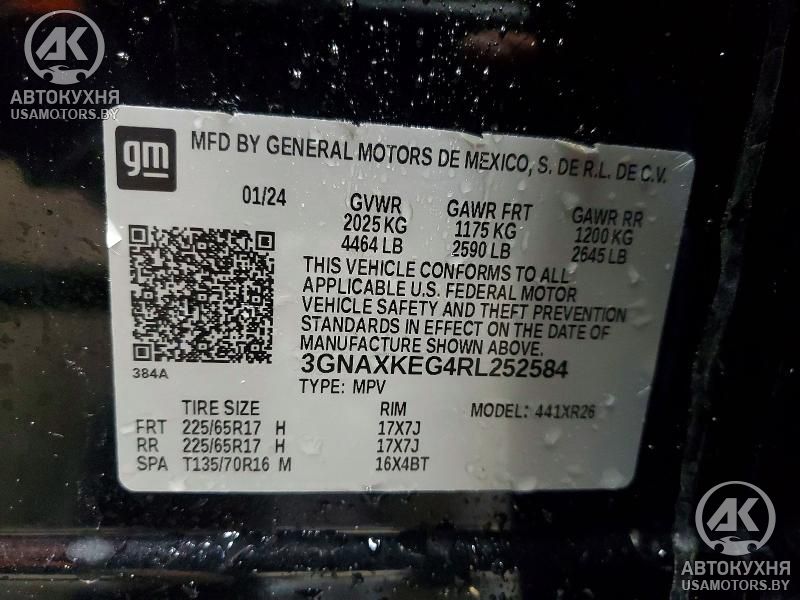 AK
АВТОКУХНЯ
USAMOTORS.BY
gm
MFD BY GENERAL MOTORS DE MEXICO, S. DE R.L. DE C.V.
01/24
GVWR GAWR FRT GAWR RR
2025 KG 1175 KG 1200 KG
4464 LB 2590 LB 2645 LB
THIS VEHICLE CONFORMS TO ALL
APPLICABLE U.S. FEDERAL MOTOR
VEHICLE SAFETY AND THEFT PREVENTION
STANDARDS IN EFFECT ON THE DATE OF
MANUFACTURE SHOWN ABOVE.
384A
3GNAXKEG4RL252584
TYPE: MPV
TIRE SIZE RIM MODEL: 441XR26
FRT 225/65R17 H 17X7J
RR 225/65R17 H 17X7J
SPA T135/70R16 M 16X4BT
AK
АВТОКУХНЯ
USAMOTORS.BY